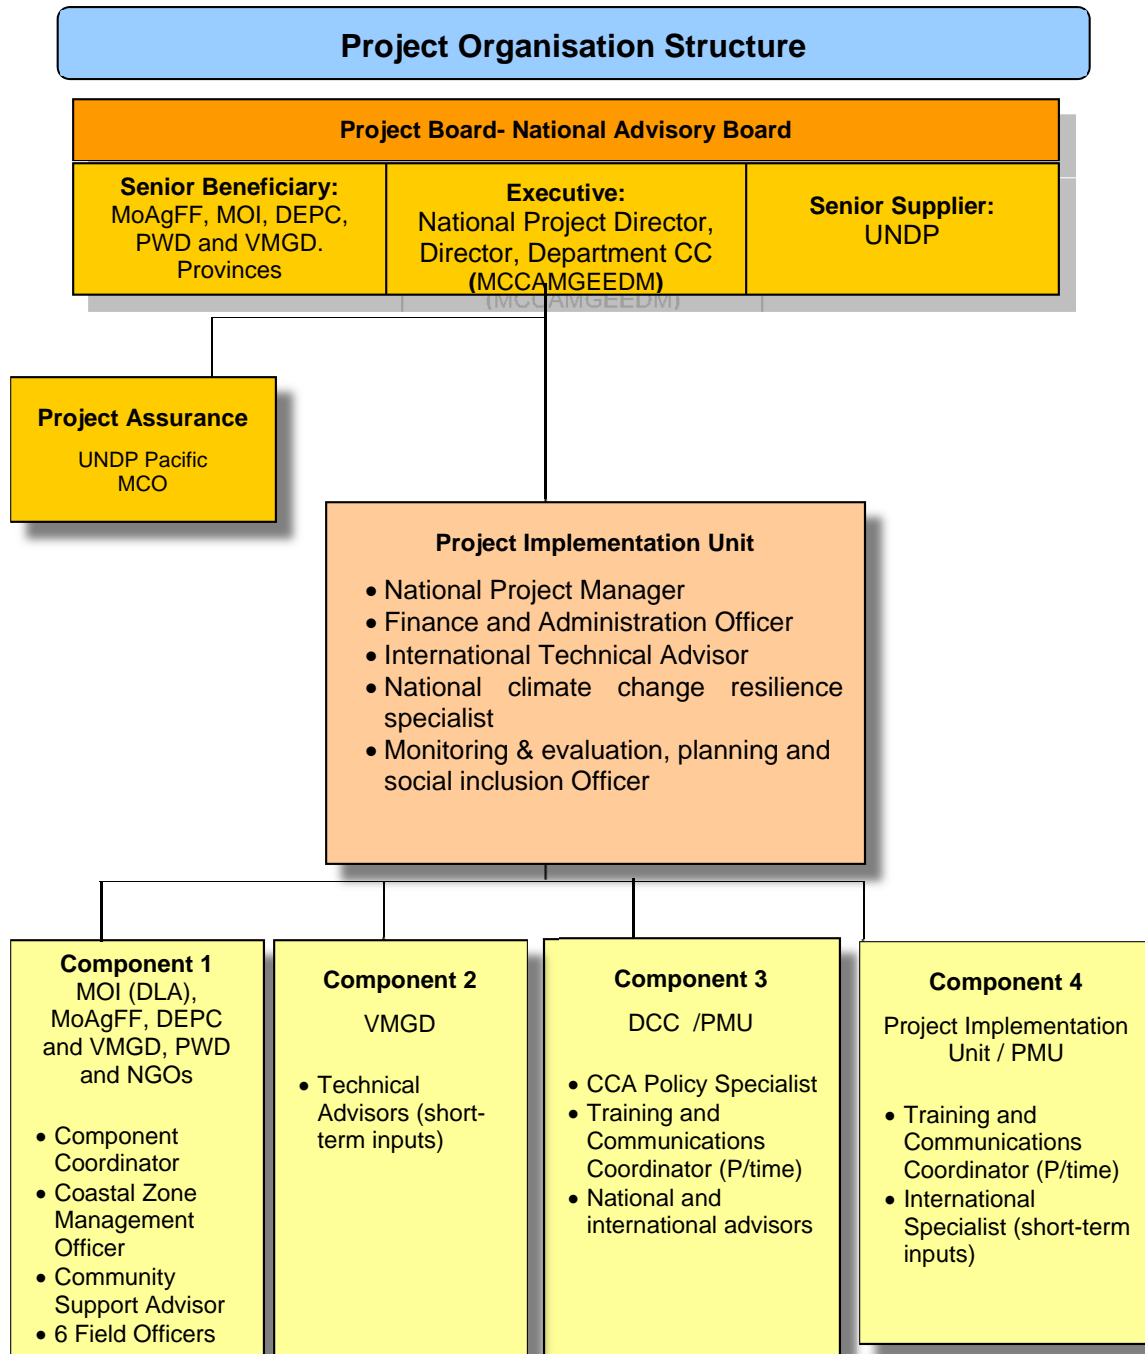 Project Organisation Structure
Project Board- National Advisory Board
Senior Beneficiary:
MoAgFF, MOI, DEPC,
PWD and VMGD.
Provinces
Executive:
National Project Director,
Director, Department CC
(MCCAMGEEDM)
Senior Supplier:
UNDP
Project Assurance
UNDP Pacific
MCO
Project Implementation Unit
• National Project Manager
• Finance and Administration Officer
• International Technical Advisor
• National climate change resilience
specialist
• Monitoring & evaluation, planning and
social inclusion Officer
Component 1
MOI (DLA),
MoAgFF, DEPC
and VMGD, PWD
and NGOs
• Component
Coordinator
• Coastal Zone
Management
Officer
• Community
Support Advisor
• 6 Field Officers
Component 2
VMGD
• Technical
Advisors (short-
term inputs)
Component 3
DCC /PMU
• CCA Policy Specialist
• Training and
Communications
Coordinator (P/time)
• National and
international advisors
Component 4
Project Implementation
Unit / PMU
• Training and
Communications
Coordinator (P/time)
• International
Specialist (short-term
inputs)